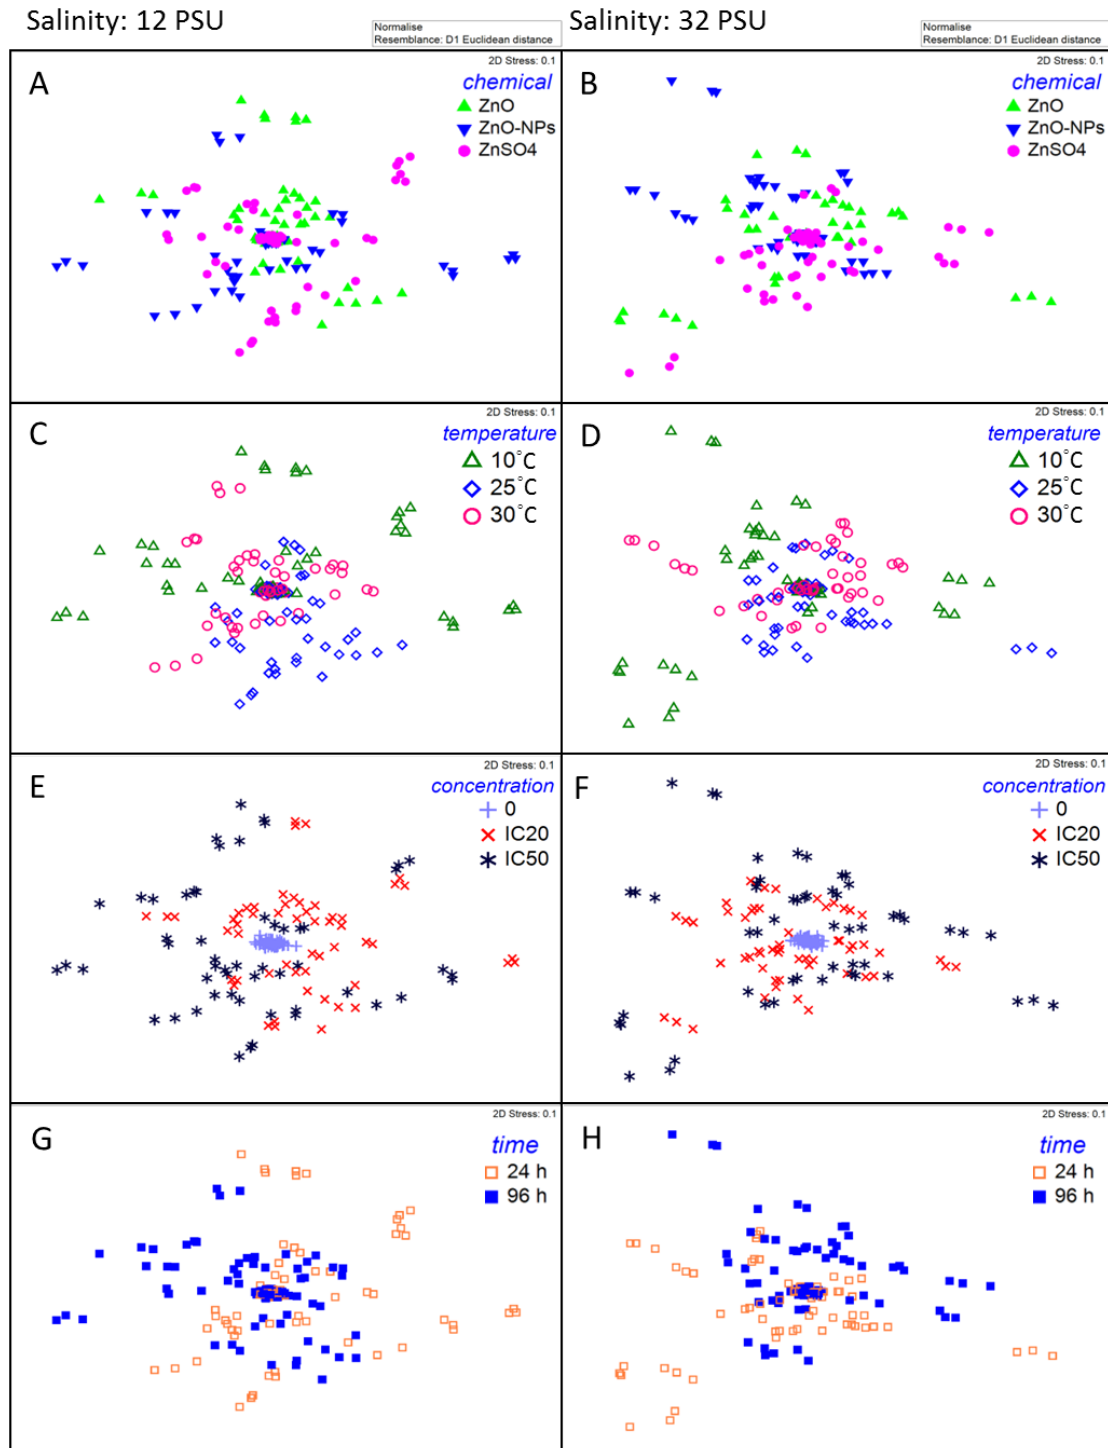 Salinity: 12 PSU
Normalise
Resemblance: D1 Euclidean distance
Salinity: 32 PSU
Normalise
Resemblance: D1 Euclidean distance
A
2D Stress: 0.1
chemical
ZnO
ZnO-NPs
ZnSO4
B
2D Stress: 0.1
chemical
ZnO
ZnO-NPs
ZnSO4
C
2D Stress: 0.1
temperature
10°C
25°C
30°C
D
2D Stress: 0.1
temperature
10°C
25°C
30°C
E
2D Stress: 0.1
concentration
0
IC20
IC50
F
2D Stress: 0.1
concentration
0
IC20
IC50
G
2D Stress: 0.1
time
24 h
96 h
H
2D Stress: 0.1
time
24 h
96 h